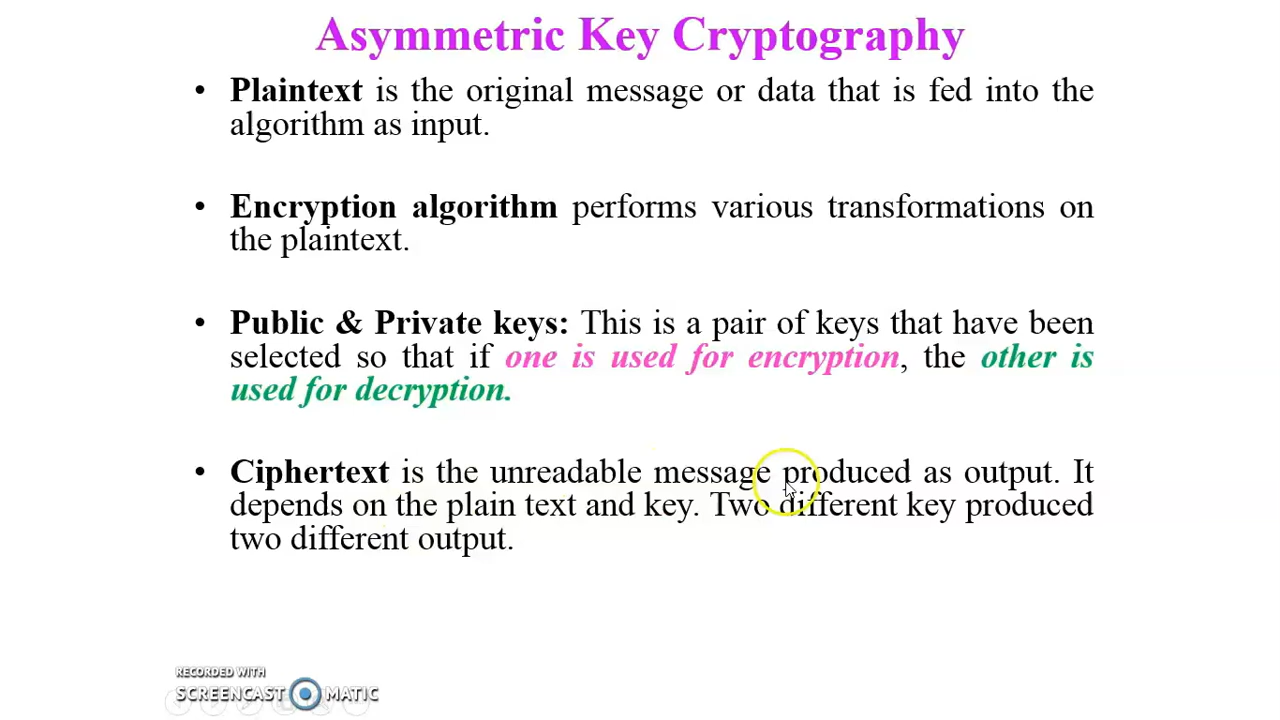 Asymmetric Key Cryptography
• Plaintext is the original message or data that is fed into the
algorithm as input.
• Encryption algorithm performs various transformations on
the plaintext.
• Public & Private keys: This is a pair of keys that have been
selected so that if one is used for encryption, the other is
used for decryption.
• Ciphertext is the unreadable message produced as output. It
depends on the plain text and key. Two different key produced
two different output.
RECORDED WITH
SCREENCAST MATIC